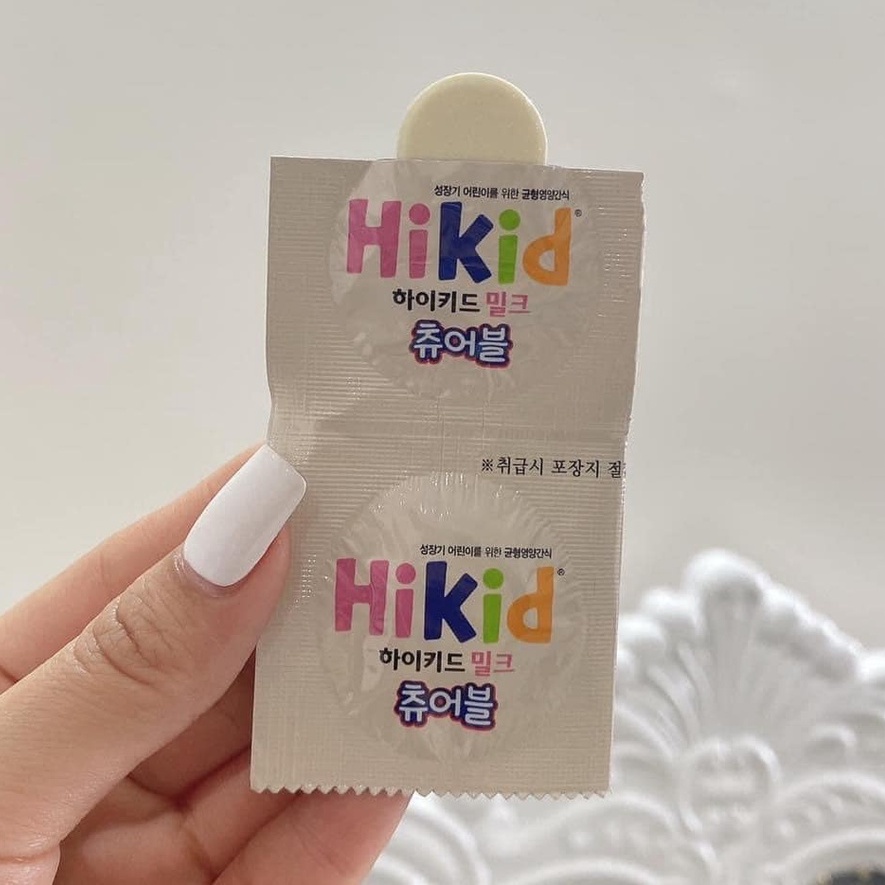 성장기 어린이를 위한 균형영양간식
Hikid®
하이키드 밀크
츄어블
※취급시 포장지 절
성장기 어린이를 위한 균형영양간식
Hikid®
하이키드 밀크
츄어블